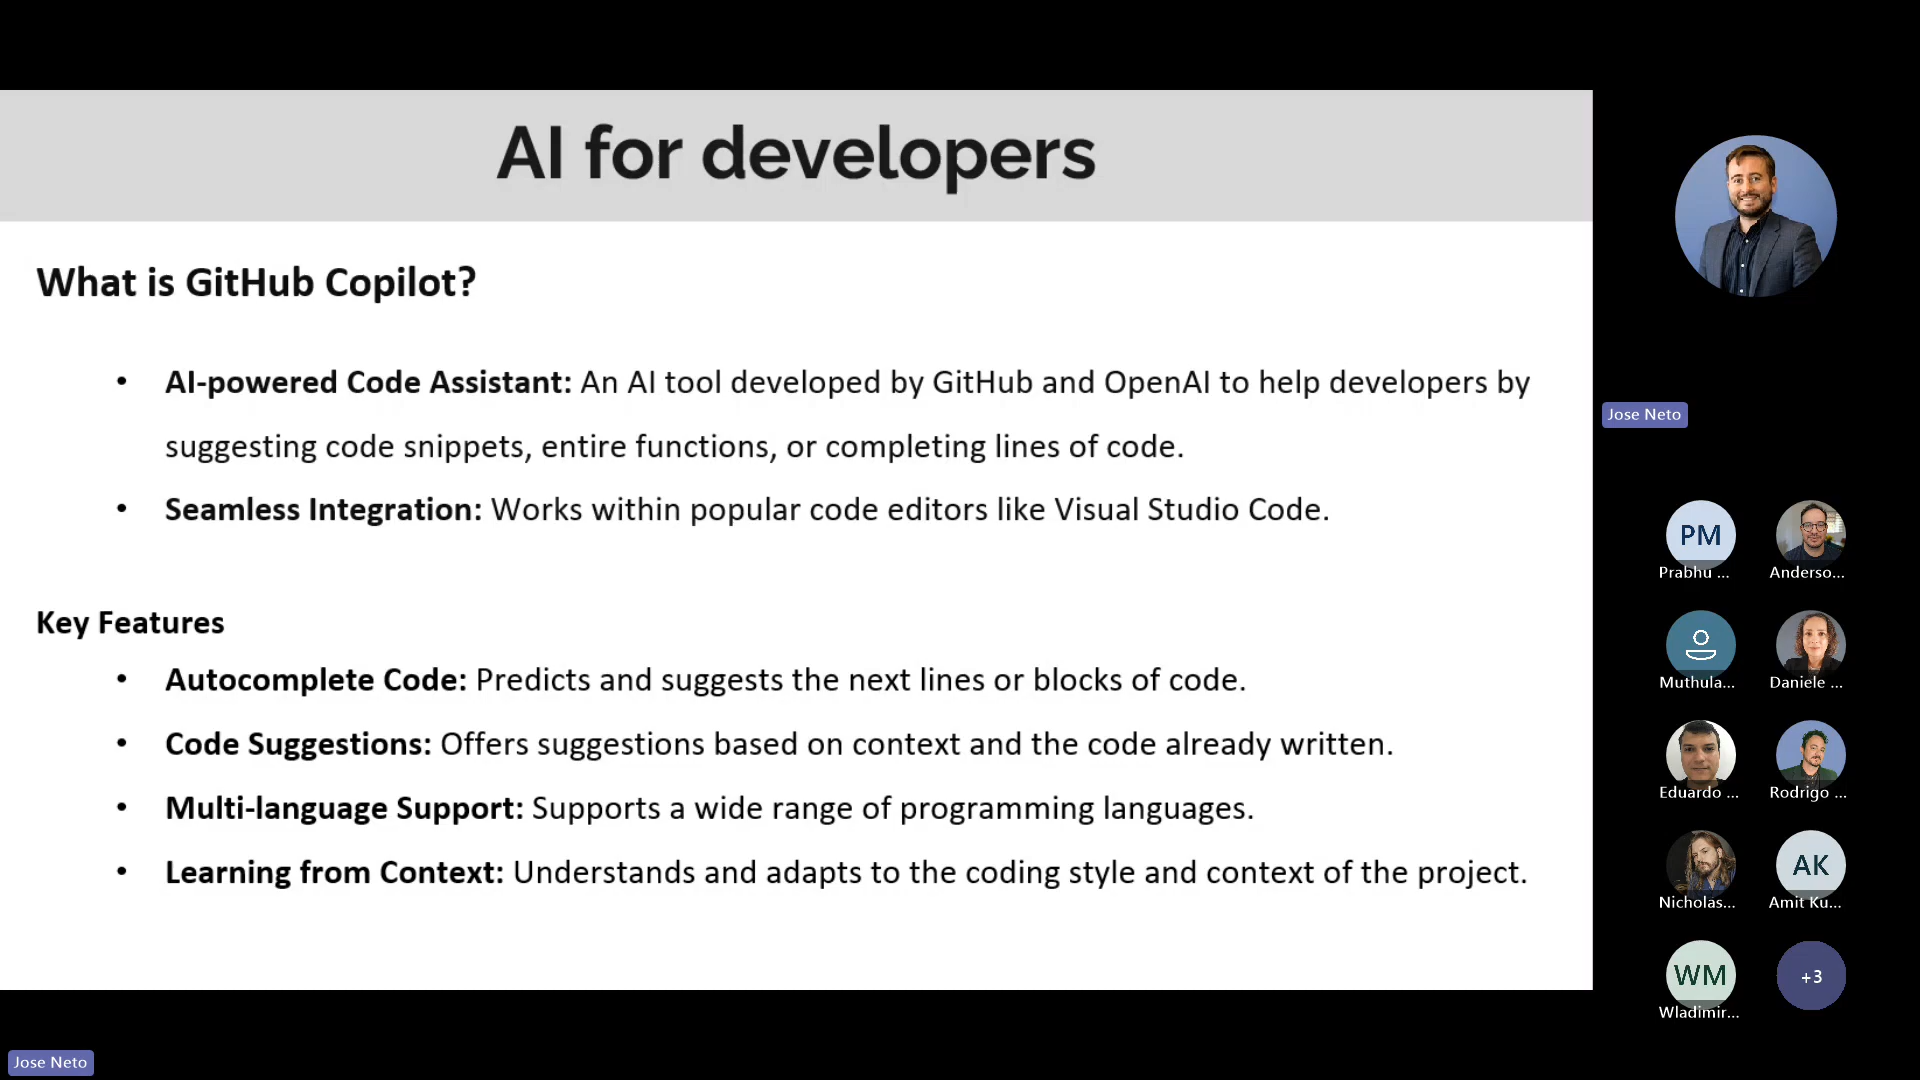 AI for developers
What is GitHub Copilot?
• AI-powered Code Assistant: An AI tool developed by GitHub and OpenAI to help developers by
suggesting code snippets, entire functions, or completing lines of code.
• Seamless Integration: Works within popular code editors like Visual Studio Code.
Key Features
• Autocomplete Code: Predicts and suggests the next lines or blocks of code.
• Code Suggestions: Offers suggestions based on context and the code already written.
• Multi-language Support: Supports a wide range of programming languages.
• Learning from Context: Understands and adapts to the coding style and context of the project.
Jose Neto
PM
Prabhu ...
Anderso...
Muthula...
Daniele ...
Eduardo ...
Rodrigo ...
Nicholas...
AK
Amit Ku...
WM
Wladimir...
+3
Jose Neto